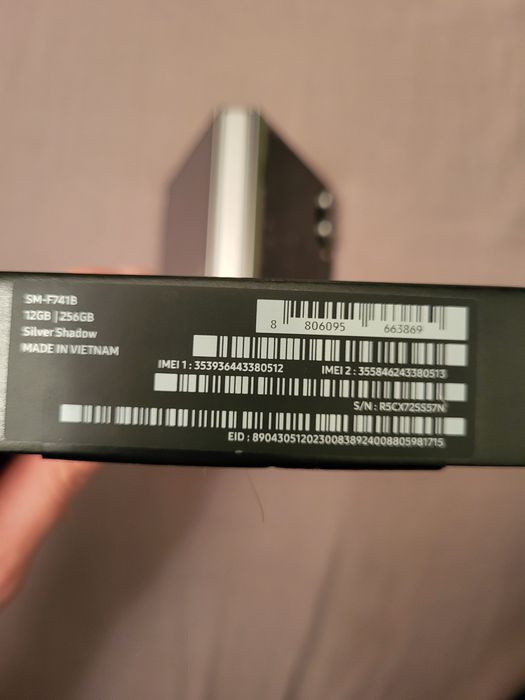 SM-F741B
12GB | 256GB
Silver Shadow
MADE IN VIETNAM
8 806095 663869
IMEI 1 : 353936443380512
IMEI 2 : 355846243380513
S/N : R5CX725S57N
EID : 89043051202300838924008805981715